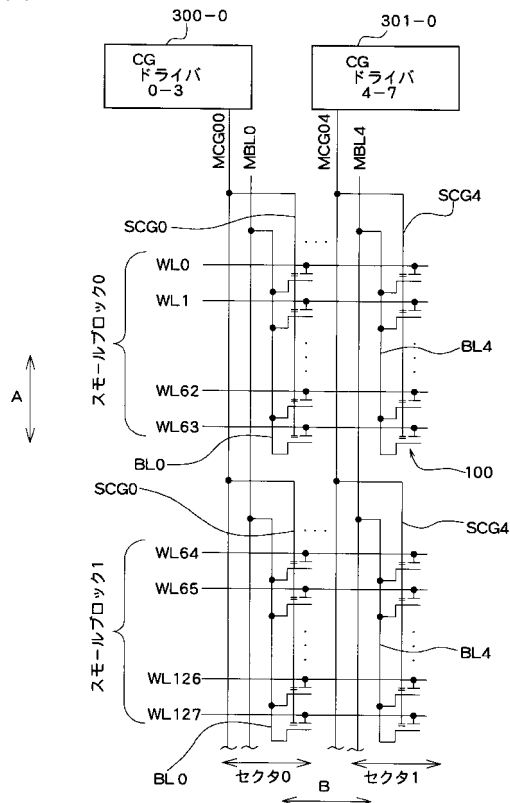 300-0
301-0
CG
ドライバ
0-3
CG
ドライバ
4-7
MCG00
MBL0
MCG04
MBL4
SCG0
SCG4
WL0
WL1
スモールブロック0
A
BL4
WL62
WL63
BL0
100
SCG0
SCG4
WL64
WL65
スモールブロック1
BL4
WL126
WL127
BL0
セクタ0
B
セクタ1